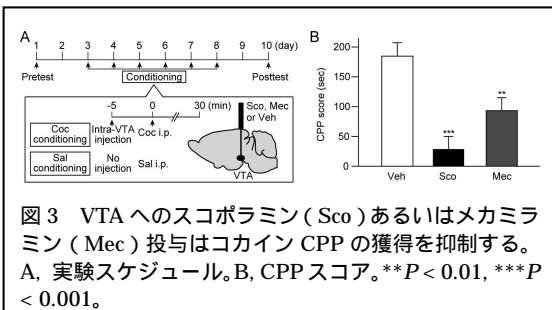 A
1 2 3 4 5 6 7 8 9 10 (day)
Pretest
Conditioning
Posttest
-5 0 30 (min)
Sco, Mec
or Veh
Coc
conditioning
Intra-VTA
injection
Coc i.p.
Sal
conditioning
No
injection
Sal i.p.
VTA
B
CPP score (sec)
200
150
100
50
0
***
**
Veh Sco Mec
図 3 VTA へのスコポラミン(Sco)あるいはメカミラ
ミン(Mec)投与はコカイン CPP の獲得を抑制する。
A, 実験スケジュール。B, CPP スコア。**P < 0.01, ***P
< 0.001。